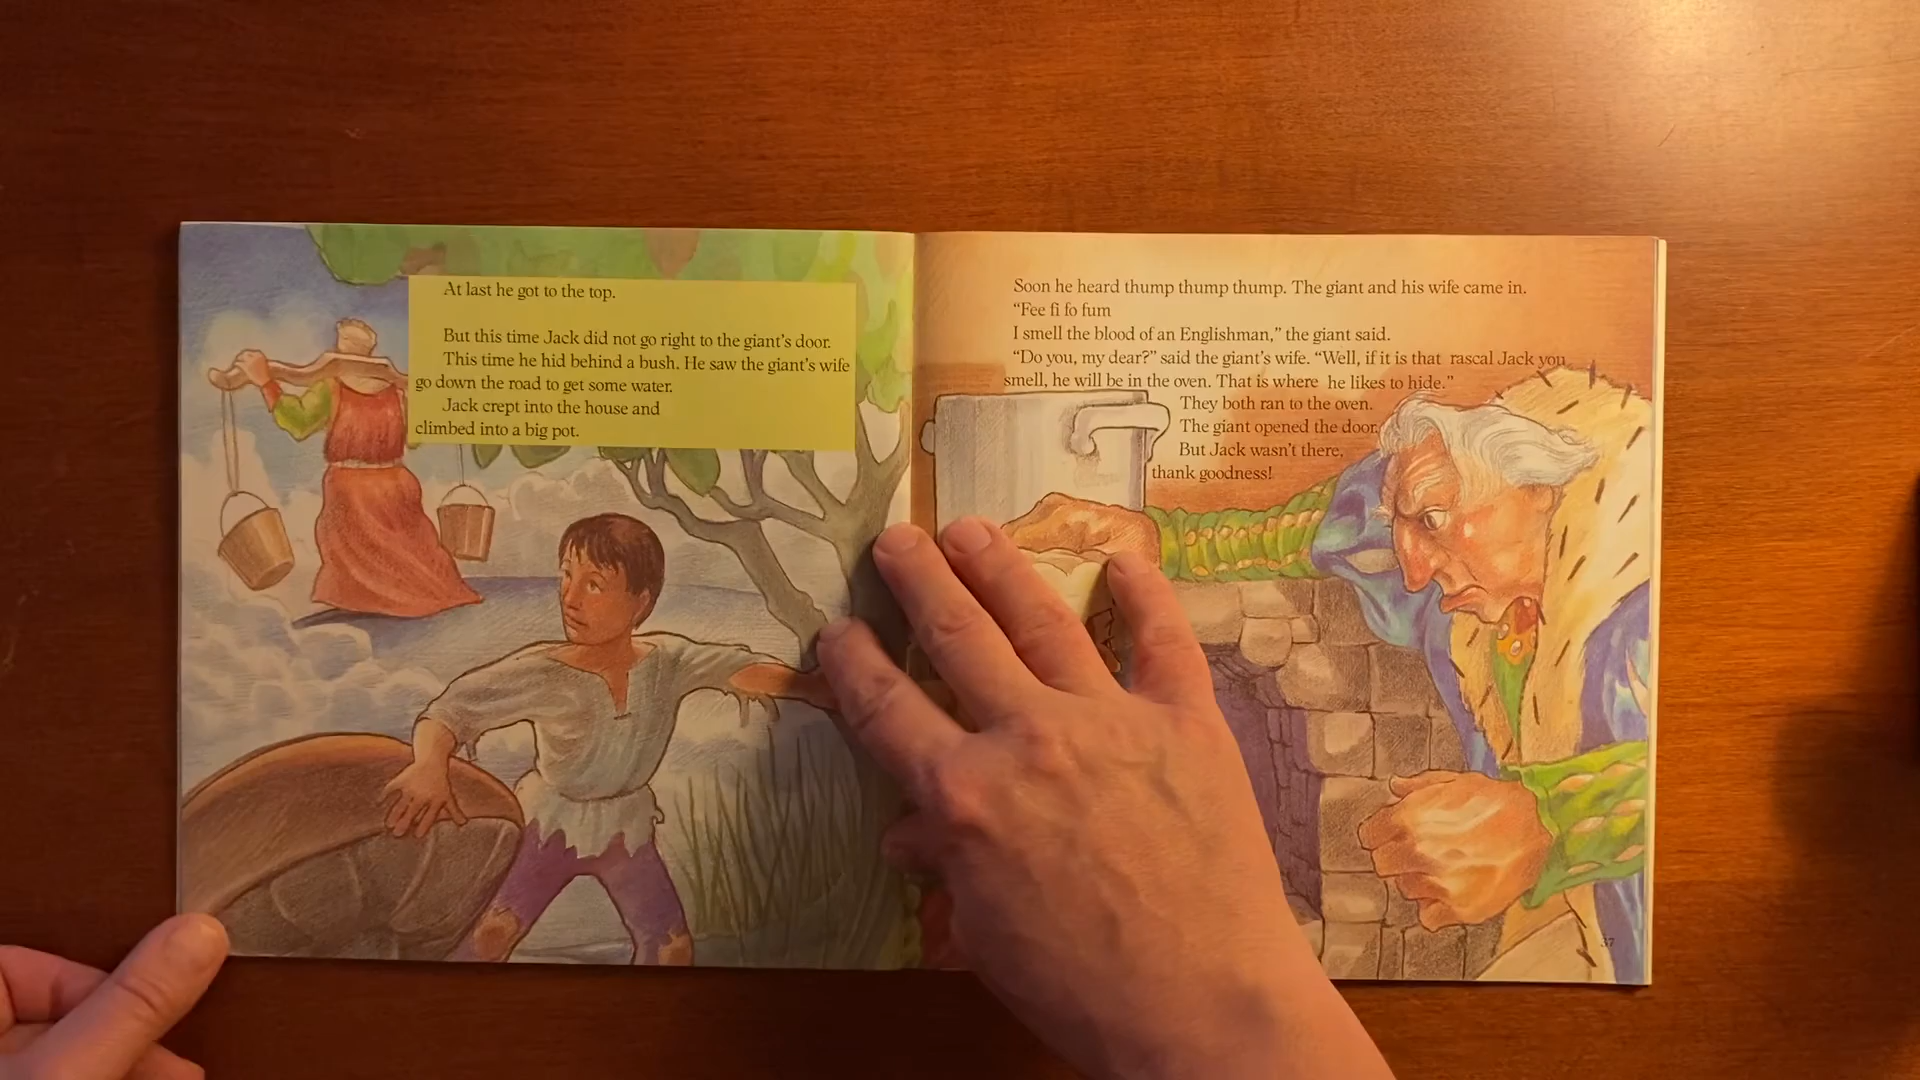 At last he got to the top.
But this time Jack did not go right to the giant's door.
This time he hid behind a bush. He saw the giant's wife
go down the road to get some water.
Jack crept into the house and
climbed into a big pot.
Soon he heard thump thump thump. The giant and his wife came in.
“Fee fi fo fum
I smell the blood of an Englishman,” the giant said.
“Do you, my dear?” said the giant's wife. “Well, if it is that rascal Jack you
smell, he will be in the oven. That is where he likes to hide.”
They both ran to the oven.
The giant opened the door.
But Jack wasn't there,
thank goodness!
37